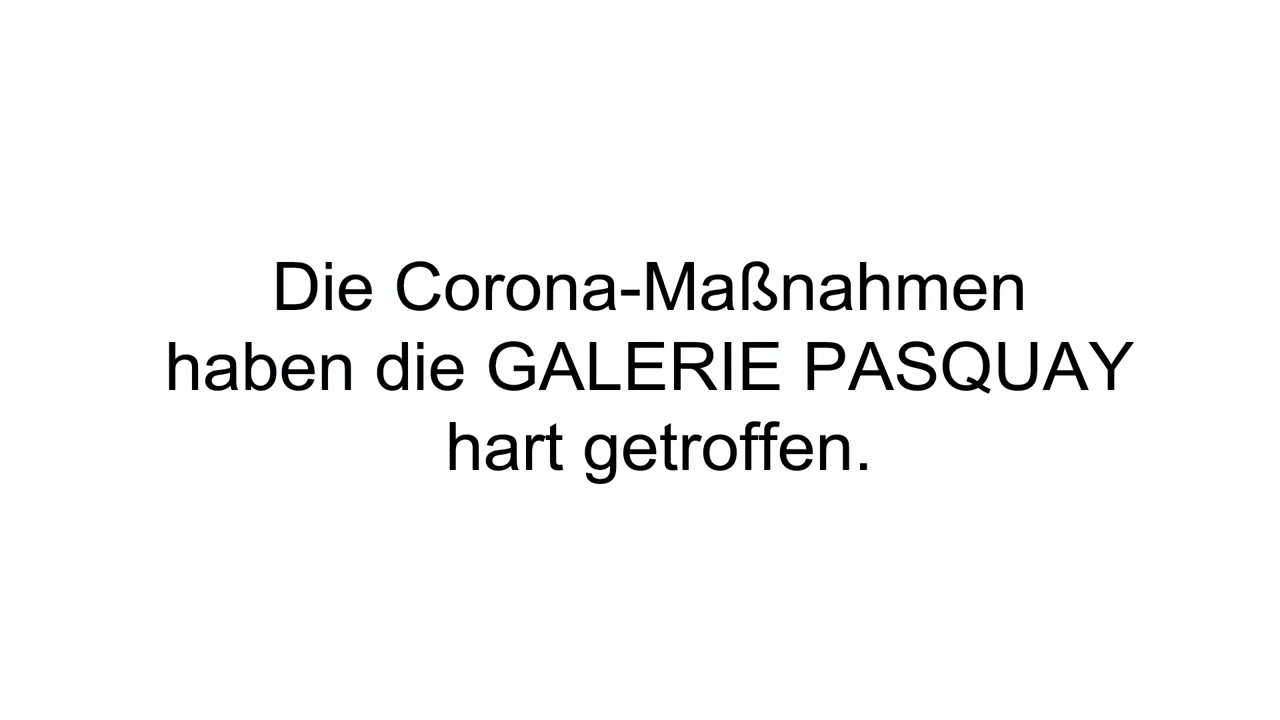 Die Corona-Maßnahmen
haben die GALERIE PASQUAY
hart getroffen.